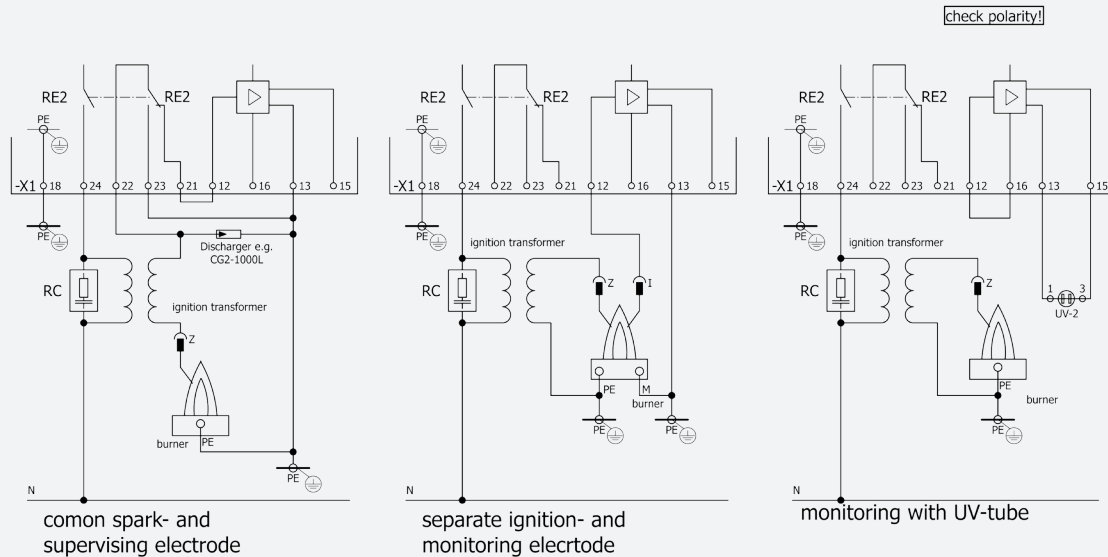 check polarity!
RE2 RE2
PE
-X1 18 24 22 23 21 12 16 13 15
PE
Discharger e.g.
CG2-1000L
RC
ignition transformer
Z
burner PE
PE
N
comon spark- and
supervising electrode
RE2 RE2
PE
-X1 18 24 22 23 21 12 16 13 15
PE
ignition transformer
RC
Z I
PE M
burner
PE PE
N
separate ignition- and
monitoring elecrtode
RE2 RE2
PE
-X1 18 24 22 23 21 12 16 13 15
PE
ignition transformer
RC
Z
1 3
UV-2
PE
burner
PE
N
monitoring with UV-tube